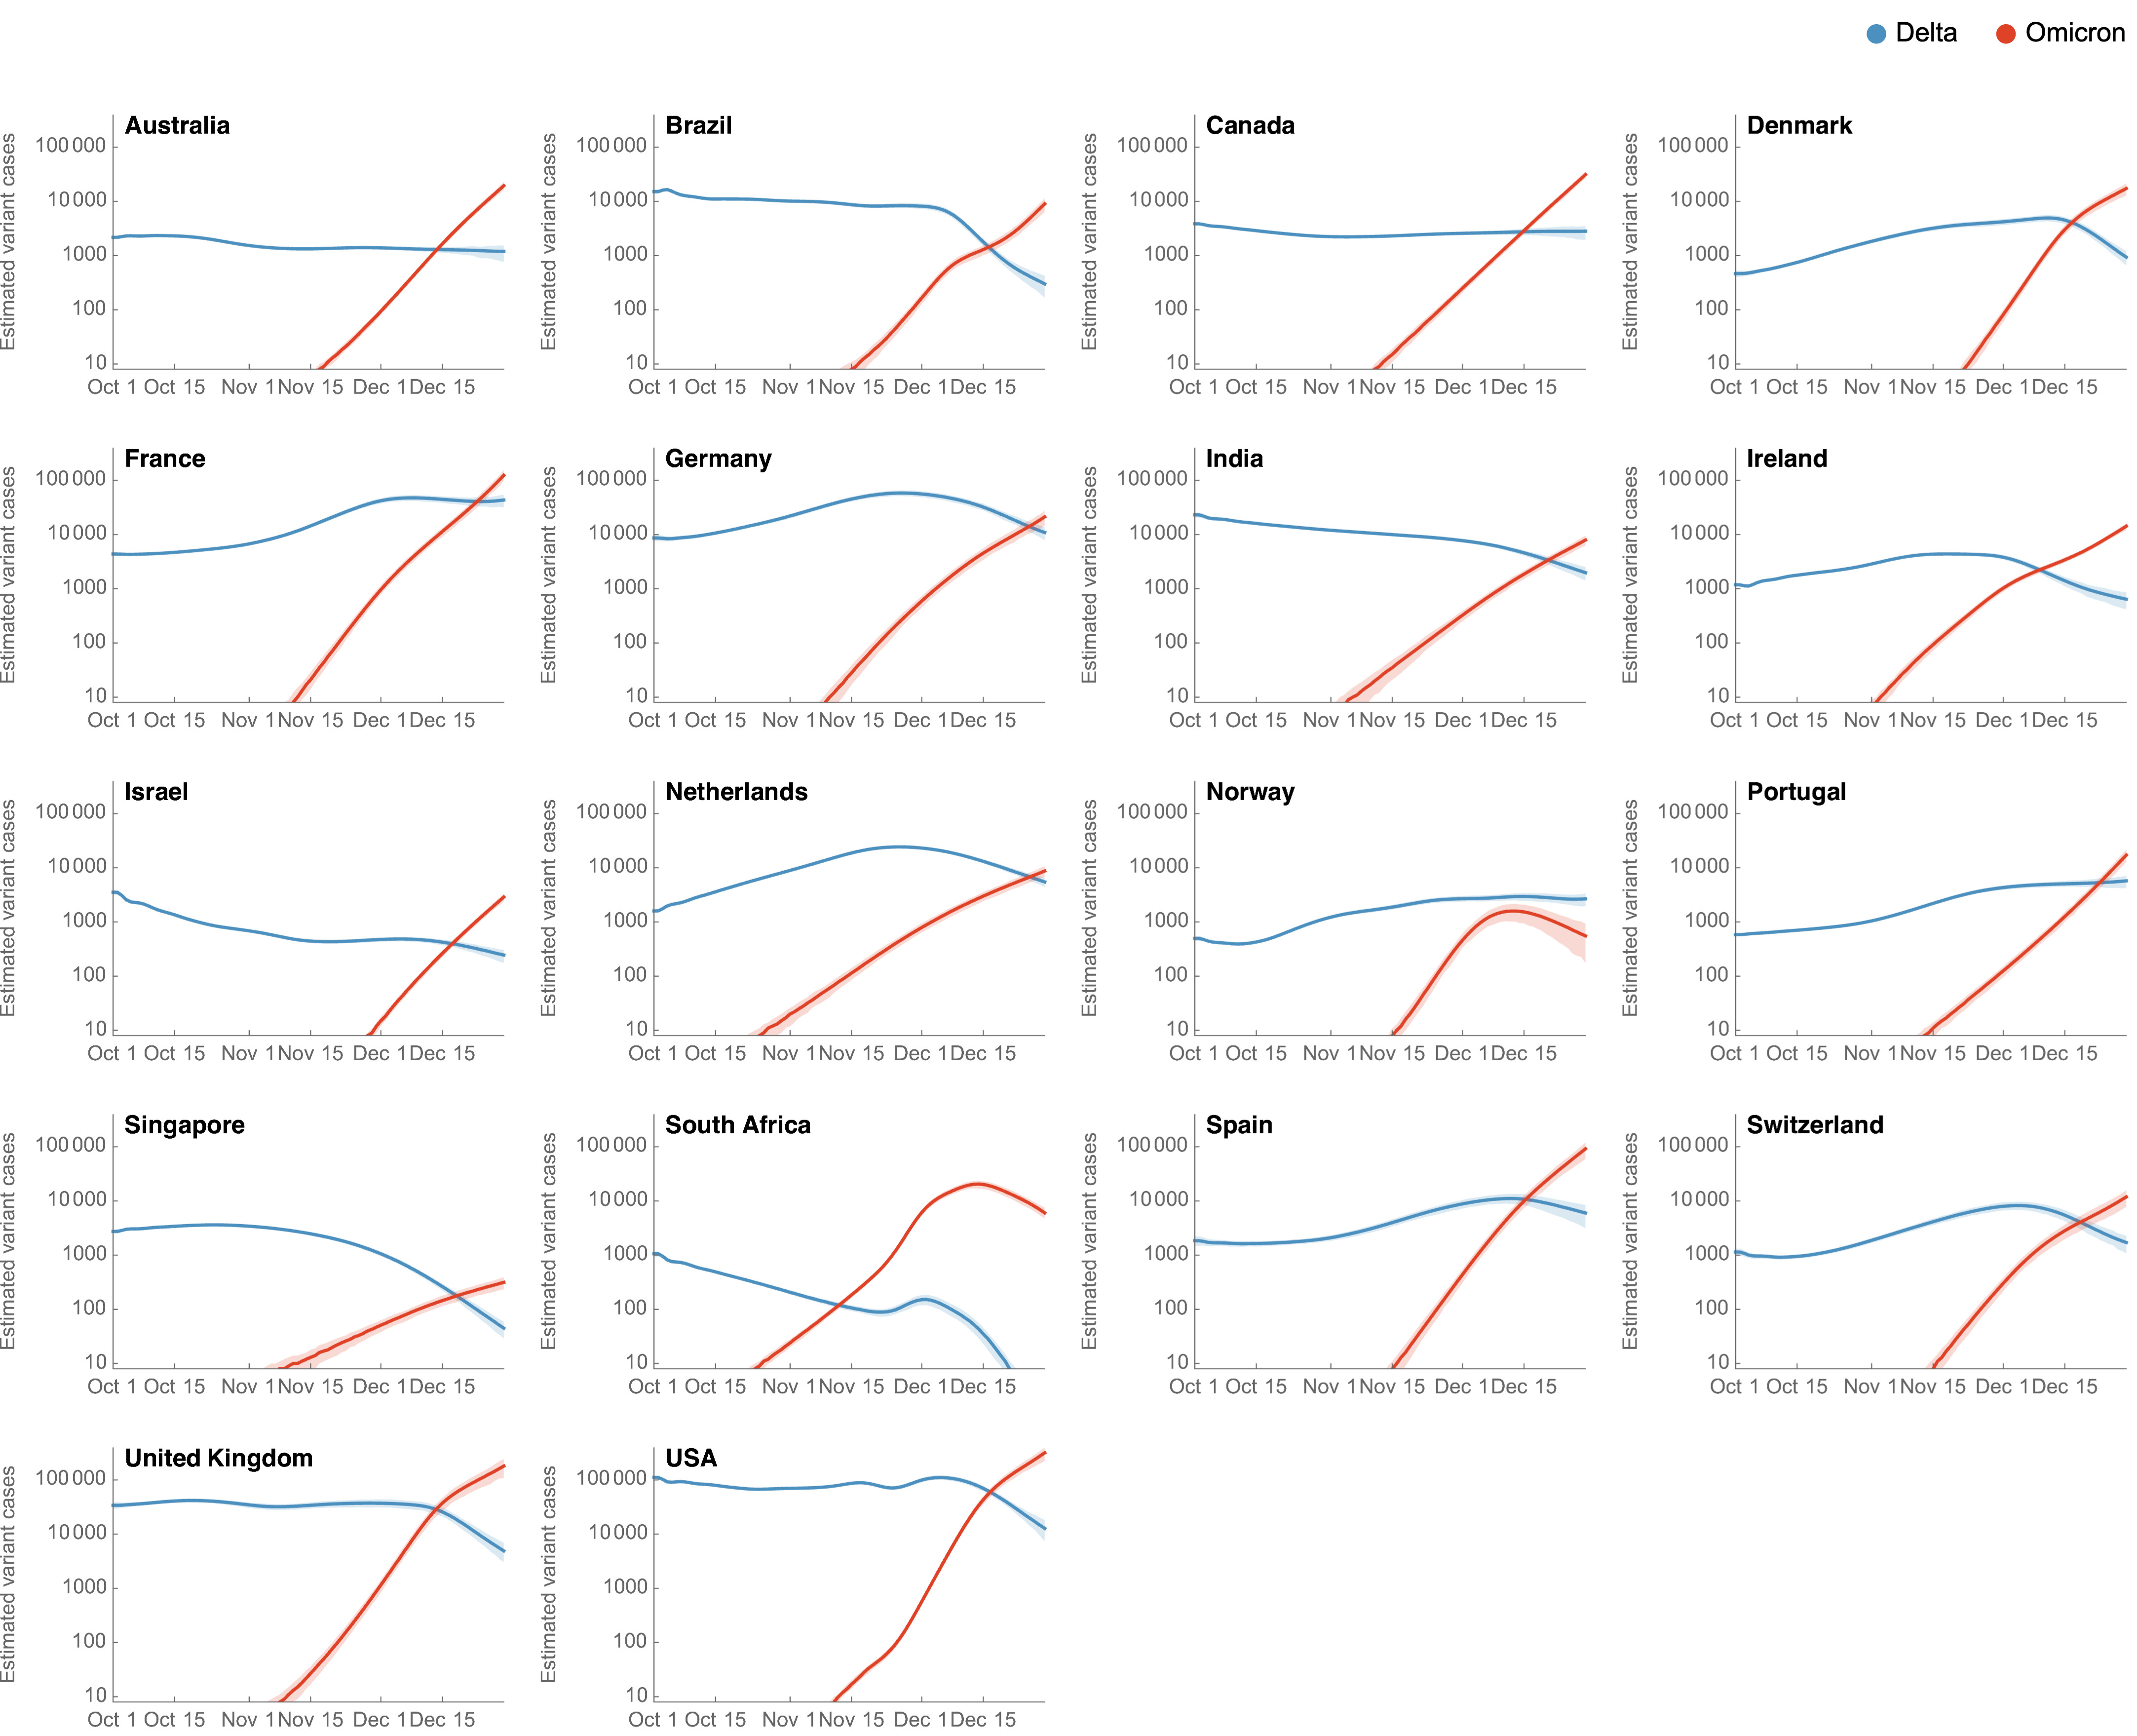 Delta Omicron
Australia
Estimated variant cases
100 000
10 000
1000
100
10
Oct 1 Oct 15 Nov 1 Nov 15 Dec 1 Dec 15
Brazil
Estimated variant cases
100 000
10 000
1000
100
10
Oct 1 Oct 15 Nov 1 Nov 15 Dec 1 Dec 15
Canada
Estimated variant cases
100 000
10 000
1000
100
10
Oct 1 Oct 15 Nov 1 Nov 15 Dec 1 Dec 15
Denmark
Estimated variant cases
100 000
10 000
1000
100
10
Oct 1 Oct 15 Nov 1 Nov 15 Dec 1 Dec 15
France
Estimated variant cases
100 000
10 000
1000
100
10
Oct 1 Oct 15 Nov 1 Nov 15 Dec 1 Dec 15
Germany
Estimated variant cases
100 000
10 000
1000
100
10
Oct 1 Oct 15 Nov 1 Nov 15 Dec 1 Dec 15
India
Estimated variant cases
100 000
10 000
1000
100
10
Oct 1 Oct 15 Nov 1 Nov 15 Dec 1 Dec 15
Ireland
Estimated variant cases
100 000
10 000
1000
100
10
Oct 1 Oct 15 Nov 1 Nov 15 Dec 1 Dec 15
Israel
Estimated variant cases
100 000
10 000
1000
100
10
Oct 1 Oct 15 Nov 1 Nov 15 Dec 1 Dec 15
Netherlands
Estimated variant cases
100 000
10 000
1000
100
10
Oct 1 Oct 15 Nov 1 Nov 15 Dec 1 Dec 15
Norway
Estimated variant cases
100 000
10 000
1000
100
10
Oct 1 Oct 15 Nov 1 Nov 15 Dec 1 Dec 15
Portugal
Estimated variant cases
100 000
10 000
1000
100
10
Oct 1 Oct 15 Nov 1 Nov 15 Dec 1 Dec 15
Singapore
Estimated variant cases
100 000
10 000
1000
100
10
Oct 1 Oct 15 Nov 1 Nov 15 Dec 1 Dec 15
South Africa
Estimated variant cases
100 000
10 000
1000
100
10
Oct 1 Oct 15 Nov 1 Nov 15 Dec 1 Dec 15
Spain
Estimated variant cases
100 000
10 000
1000
100
10
Oct 1 Oct 15 Nov 1 Nov 15 Dec 1 Dec 15
Switzerland
Estimated variant cases
100 000
10 000
1000
100
10
Oct 1 Oct 15 Nov 1 Nov 15 Dec 1 Dec 15
United Kingdom
Estimated variant cases
100 000
10 000
1000
100
10
Oct 1 Oct 15 Nov 1 Nov 15 Dec 1 Dec 15
USA
Estimated variant cases
100 000
10 000
1000
100
10
Oct 1 Oct 15 Nov 1 Nov 15 Dec 1 Dec 15